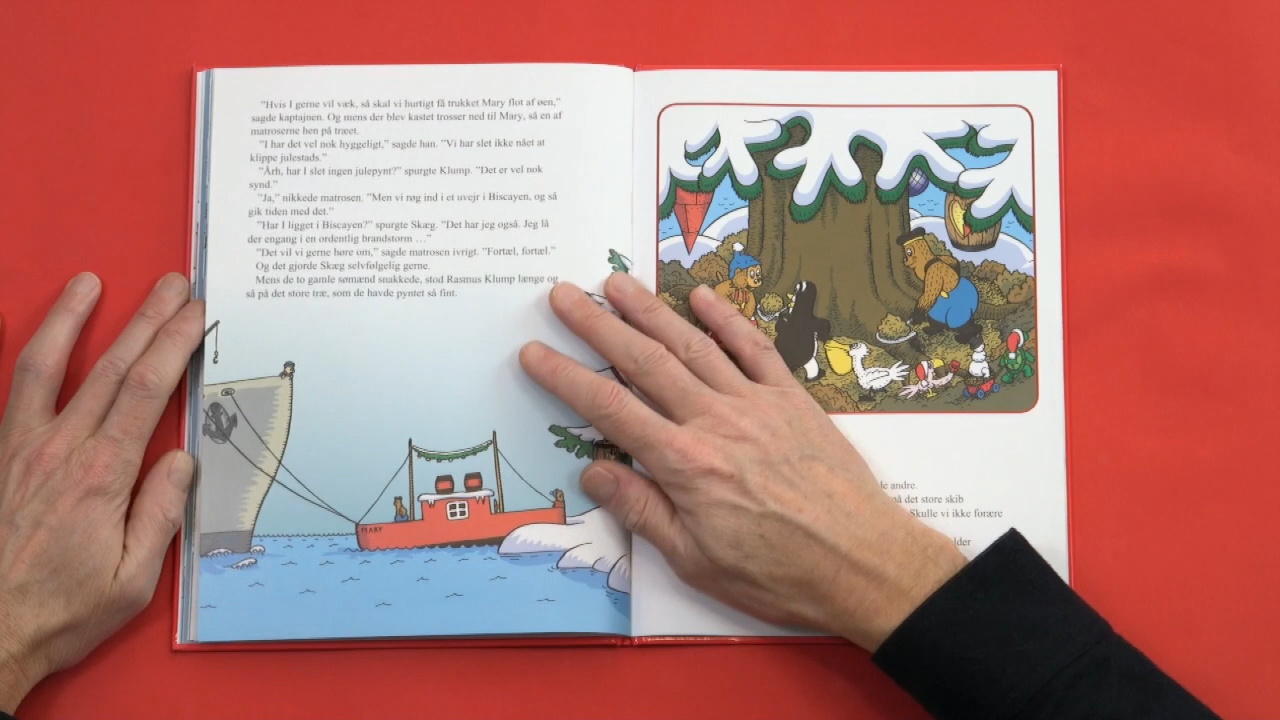 "Hvis I gerne vil væk, så skal vi hurtigt få trukket Mary flot af øen,"
sagde kaptajnen. Og mens der blev kastet trosser ned til Mary, så en af
matroserne hen på træet.
"I har det vel nok hyggeligt," sagde han. "Vi har slet ikke nået at
klippe julestads."
"Årh, har I slet ingen julepynt?" spurgte Klump. "Det er vel nok
synd."
"Ja," nikkede matrosen. "Men vi røg ind i et uvejr i Biscayen, og så
gik tiden med det."
"Har I ligget i Biscayen?" spurgte Skæg. "Det har jeg også. Jeg lå
der engang i en ordentlig brandstorm ..."
"Det vil vi gerne høre om," sagde matrosen ivrigt. "Fortæl, fortæl."
Og det gjorde Skæg selvfølgelig gerne.
Mens de to gamle sømænd snakkede, stod Rasmus Klump længe og
så på det store træ, som de havde pyntet så fint.
MARY
andre.
på det store skib
Skulle vi ikke forære